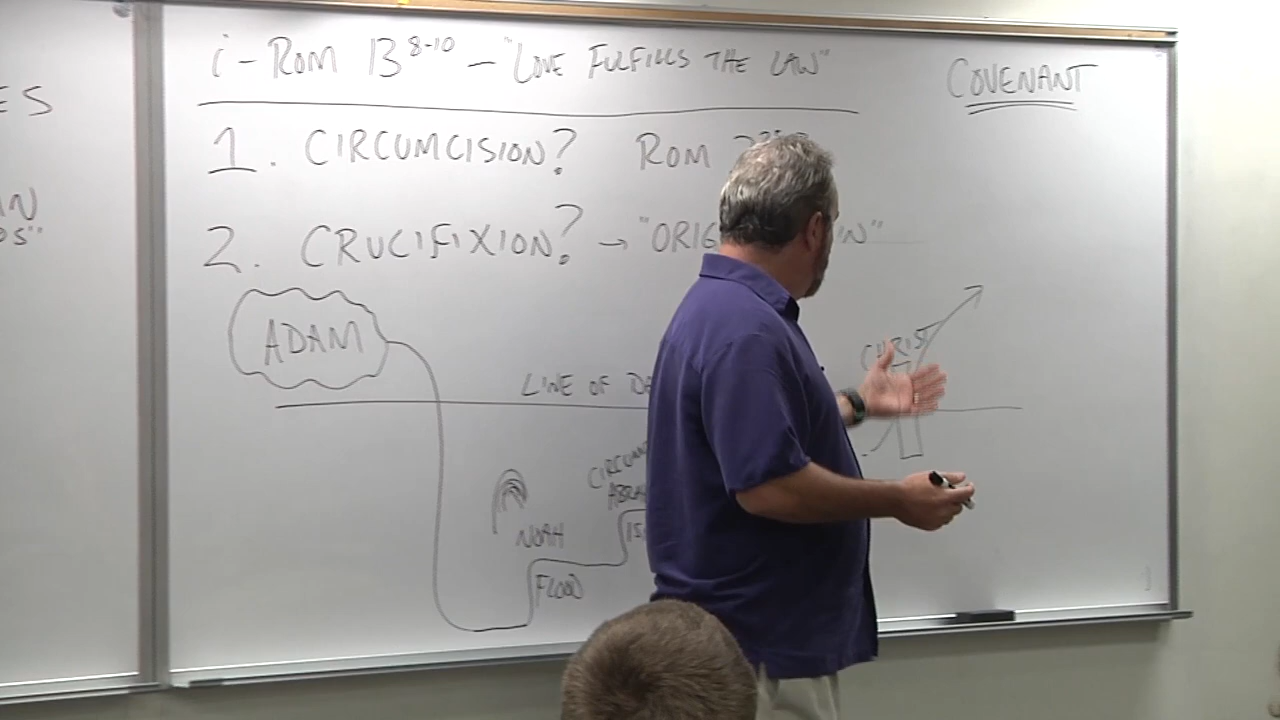 ES
i - ROM 13 8-10 - "LOVE FULFILLS THE LAW"
COVENANT
1. CIRCUMCISION? ROM
2. CRUCIFIXION? → "ORIG
ADAM
CHRIST
LINE OF
NOAH
FLOOD